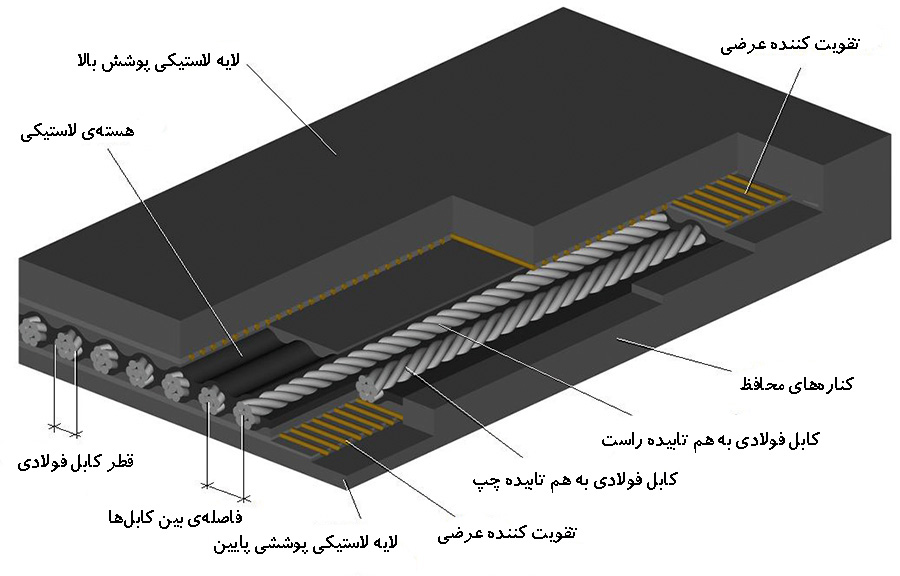 تقویت کننده عرضی
لایه لاستیکی پوشش بالا
هسته‌ی لاستیکی
کناره‌های محافظ
کابل فولادی به هم تابیده راست
قطر کابل فولادی
کابل فولادی به هم تابیده چپ
فاصله‌ی بین کابل‌ها
تقویت کننده عرضی
لایه لاستیکی پوششی پایین